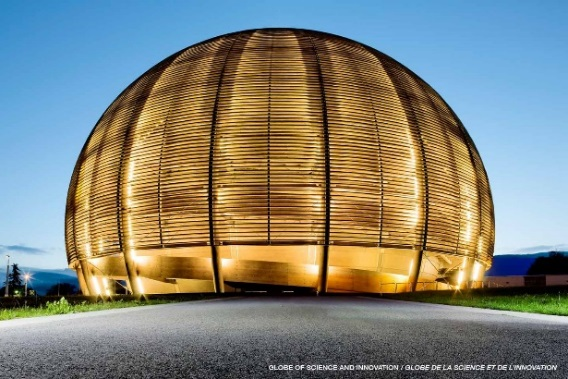 GLOBE OF SCIENCE AND INNOVATION / GLOBE DE LA SCIENCE ET DE L'INNOVATION